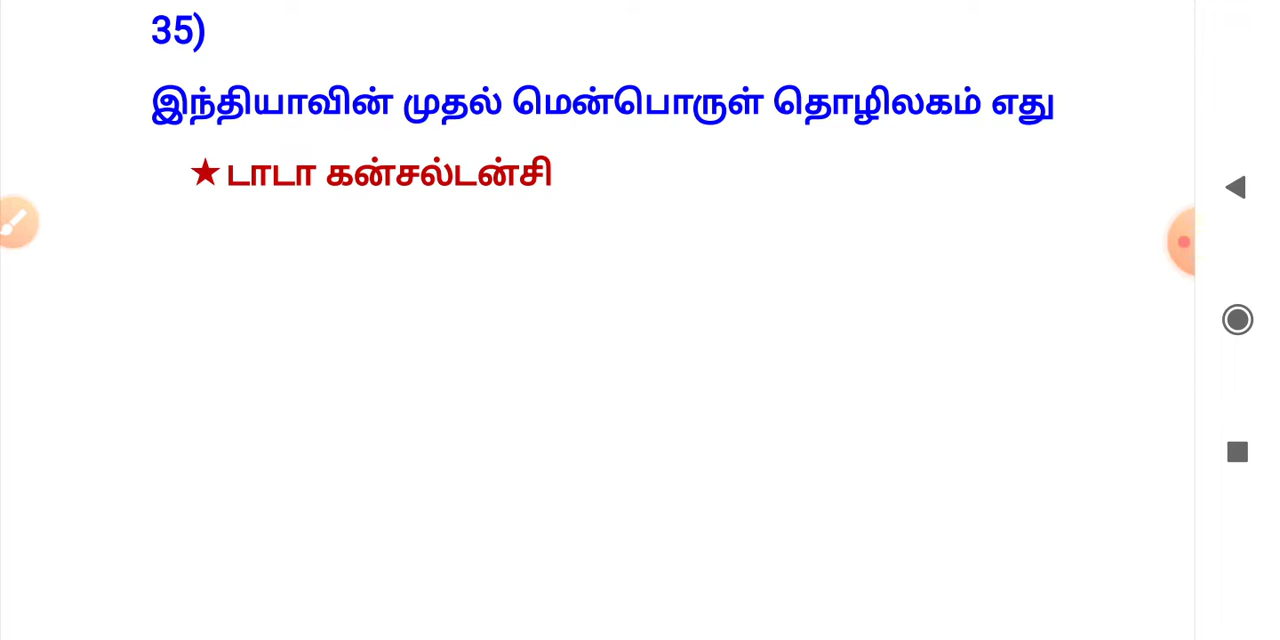 35)
இந்தியாவின் முதல் மென்பொருள் தொழிலகம் எது
★டாடா கன்சல்டன்சி